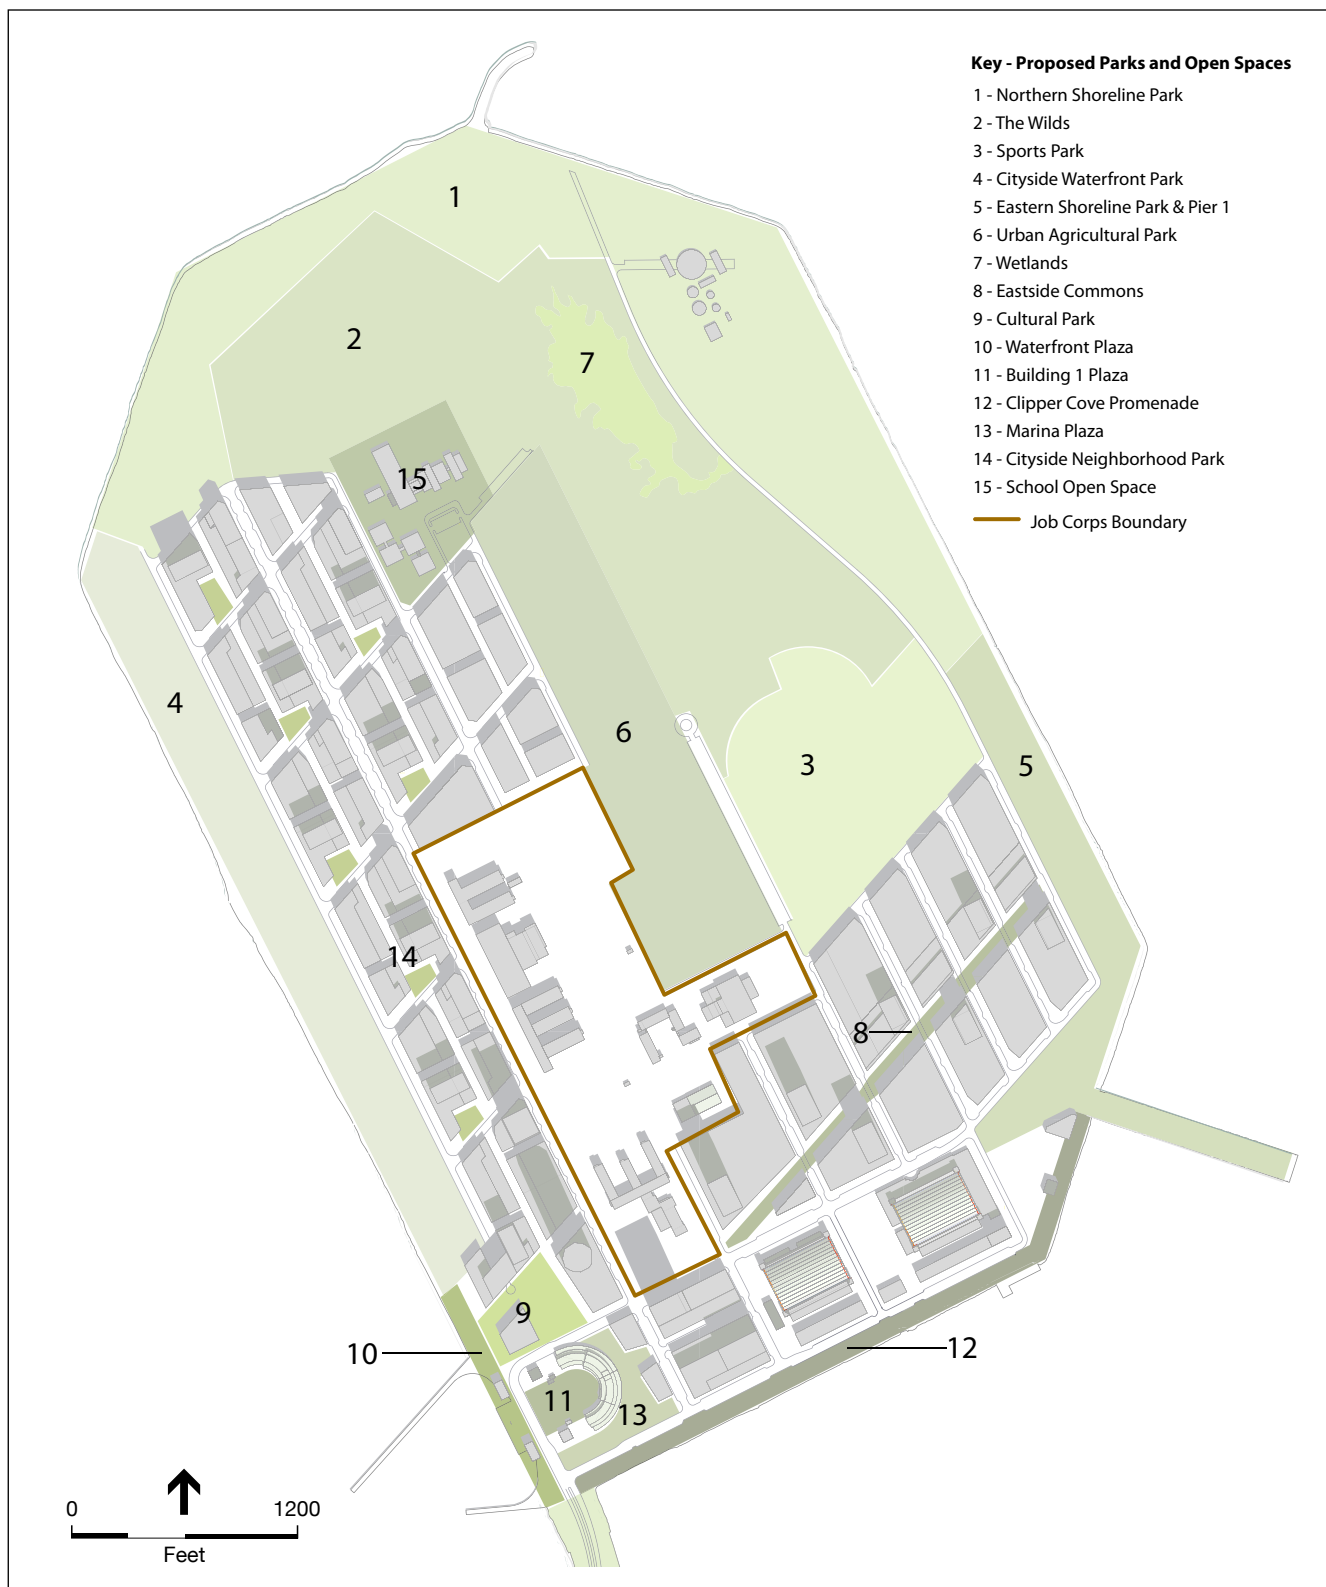 Key - Proposed Parks and Open Spaces
1 - Northern Shoreline Park
2 - The Wilds
3 - Sports Park
4 - Cityside Waterfront Park
5 - Eastern Shoreline Park & Pier 1
6 - Urban Agricultural Park
7 - Wetlands
8 - Eastside Commons
9 - Cultural Park
10 - Waterfront Plaza
11 - Building 1 Plaza
12 - Clipper Cove Promenade
13 - Marina Plaza
14 - Cityside Neighborhood Park
15 - School Open Space
Job Corps Boundary
1
2
7
15
4
6
3
5
14
8
9
10
12
11
13
0 1200
Feet